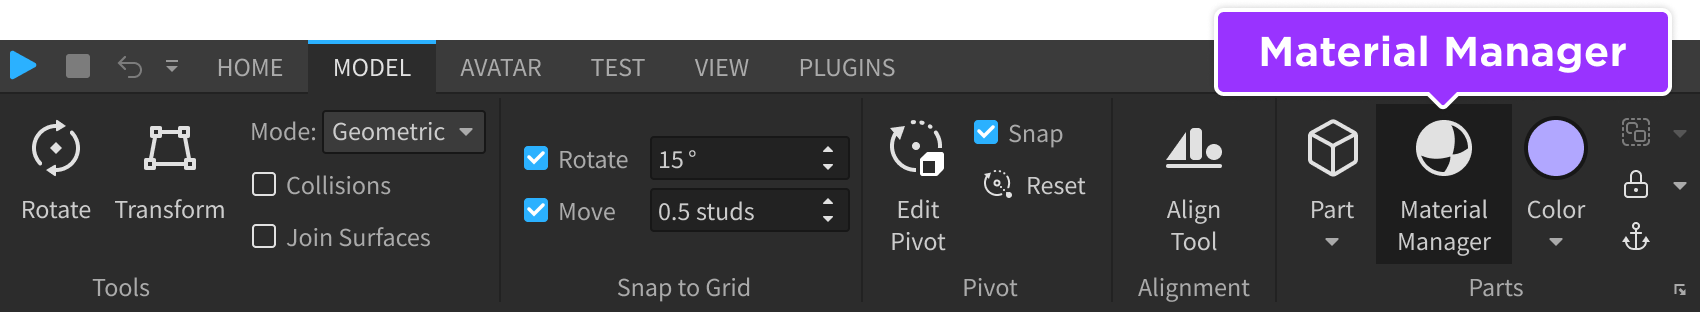 Material Manager
HOME MODEL AVATAR TEST VIEW PLUGINS
Rotate
Transform
Mode: Geometric
Collisions
Join Surfaces
Tools
Rotate 15 °
Move 0.5 studs
Snap to Grid
Edit
Pivot
Snap
Reset
Pivot
Align
Tool
Alignment
Part
Material
Manager
Color
Parts